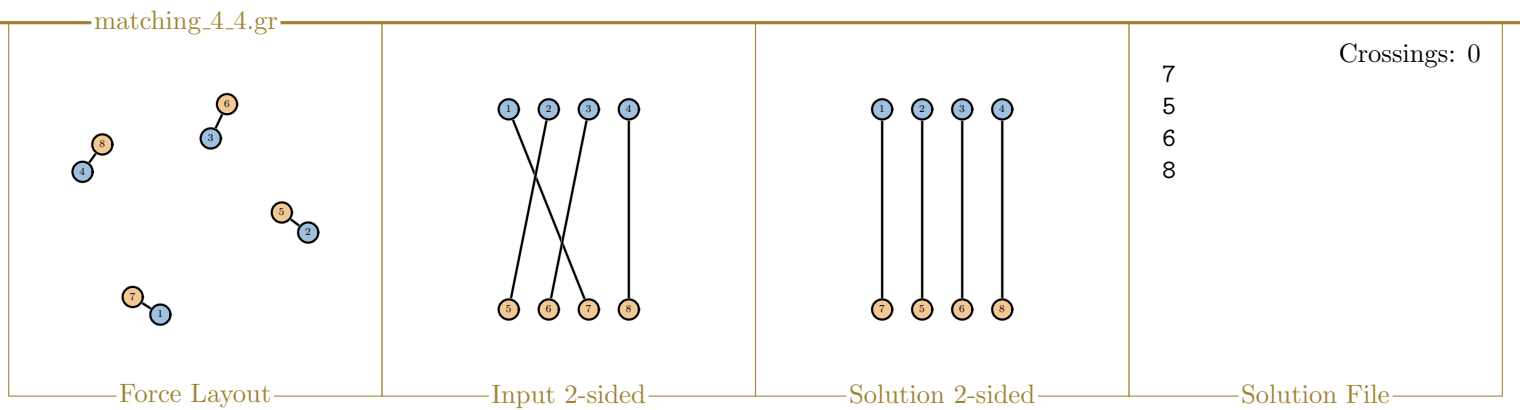 matching_4_4.gr
6
3
8
4
5
2
7
1
Force Layout
1 2 3 4
5 6 7 8
Input 2-sided
1 2 3 4
7 5 6 8
Solution 2-sided
Crossings: 0
7
5
6
8
Solution File